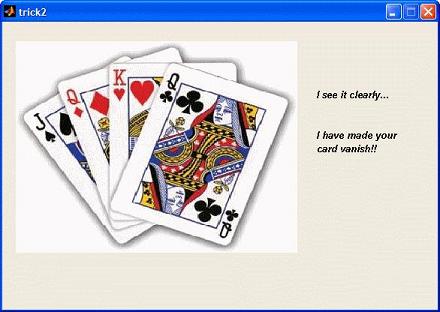 trick2
J
Q
K
Q
I see it clearly...
I have made your
card vanish!!
Q